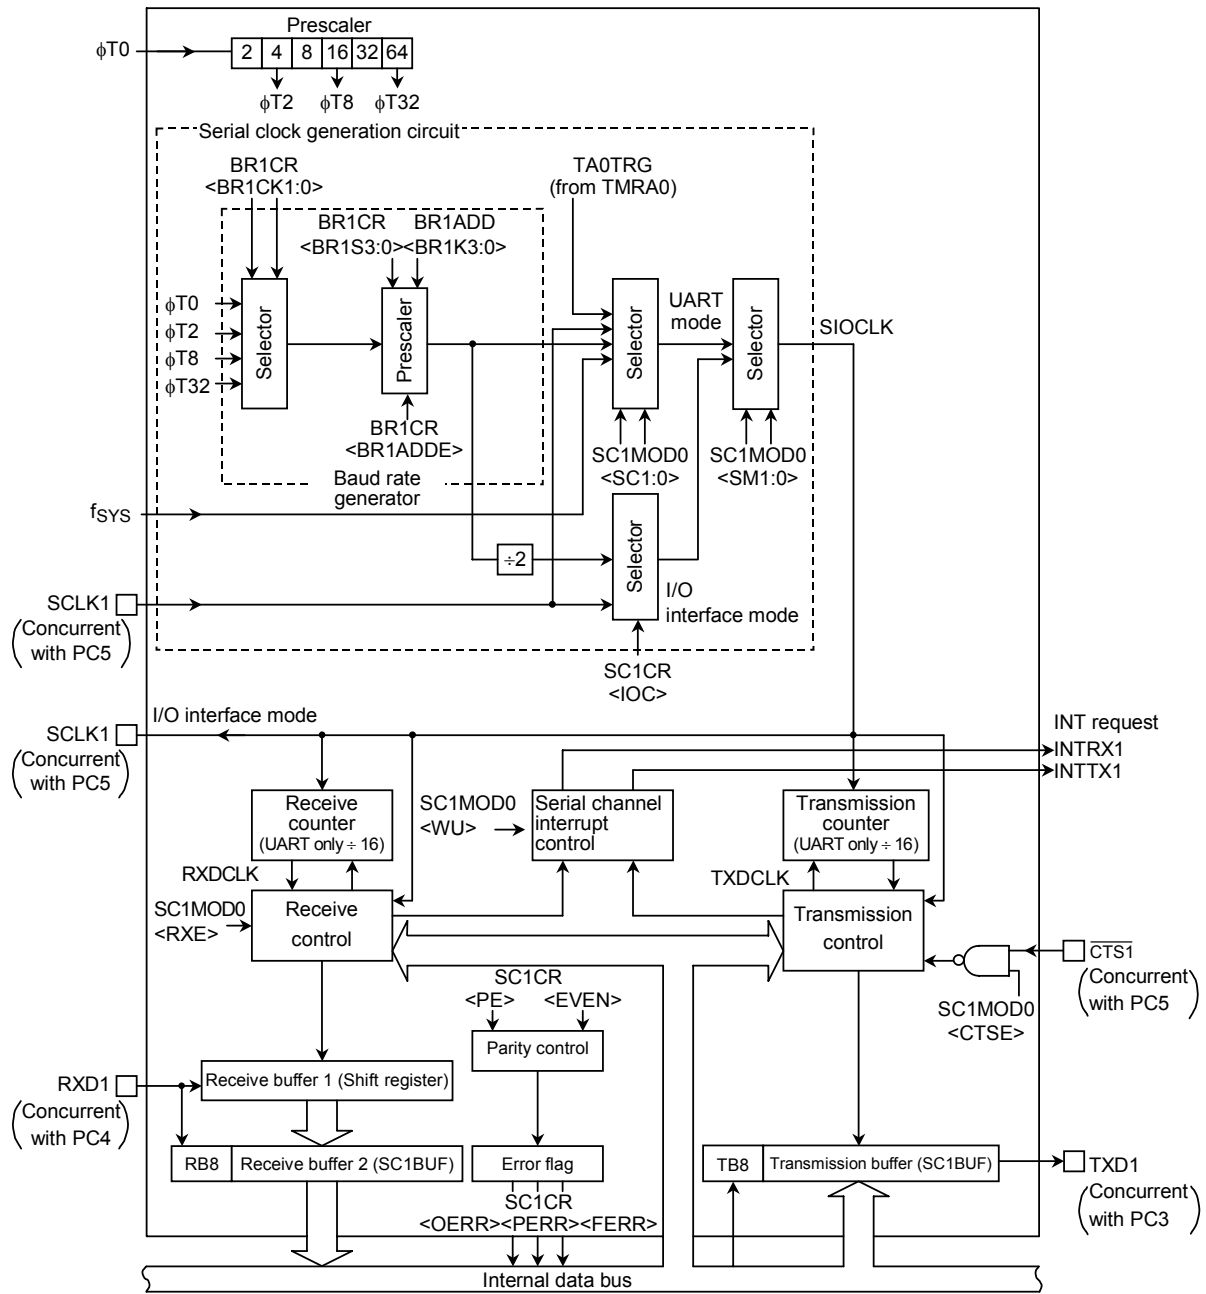 Prescaler
φT0
2 4 8 16 32 64
φT2 φT8 φT32
Serial clock generation circuit
BR1CR
<BR1CK1:0>
TA0TRG
(from TMRA0)
BR1CR
<BR1S3:0>
BR1ADD
<BR1K3:0>
φT0
φT2
φT8
φT32
Selector
Prescaler
Selector
UART
mode
Selector
SIOCLK
BR1CR
<BR1ADDE>
SC1MOD0
<SC1:0>
SC1MOD0
<SM1:0>
Baud rate
generator
fSYS
÷2
Selector
I/O
interface mode
SCLK1
(Concurrent
with PC5)
SC1CR
<IOC>
I/O interface mode
SCLK1
(Concurrent
with PC5)
INT request
INTRX1
INTTX1
Receive
counter
(UART only ÷ 16)
SC1MOD0
<WU>
Serial channel
interrupt
control
Transmission
counter
(UART only ÷ 16)
RXDCLK
TXDCLK
SC1MOD0
<RXE>
Receive
control
Transmission
control
CTS1
(Concurrent
with PC5)
SC1MOD0
<CTSE>
SC1CR
<PE> <EVEN>
Parity control
RXD1
(Concurrent
with PC4)
Receive buffer 1 (Shift register)
RB8
Receive buffer 2 (SC1BUF)
Error flag
TB8
Transmission buffer (SC1BUF)
TXD1
(Concurrent
with PC3)
SC1CR
<OERR><PERR><FERR>
Internal data bus